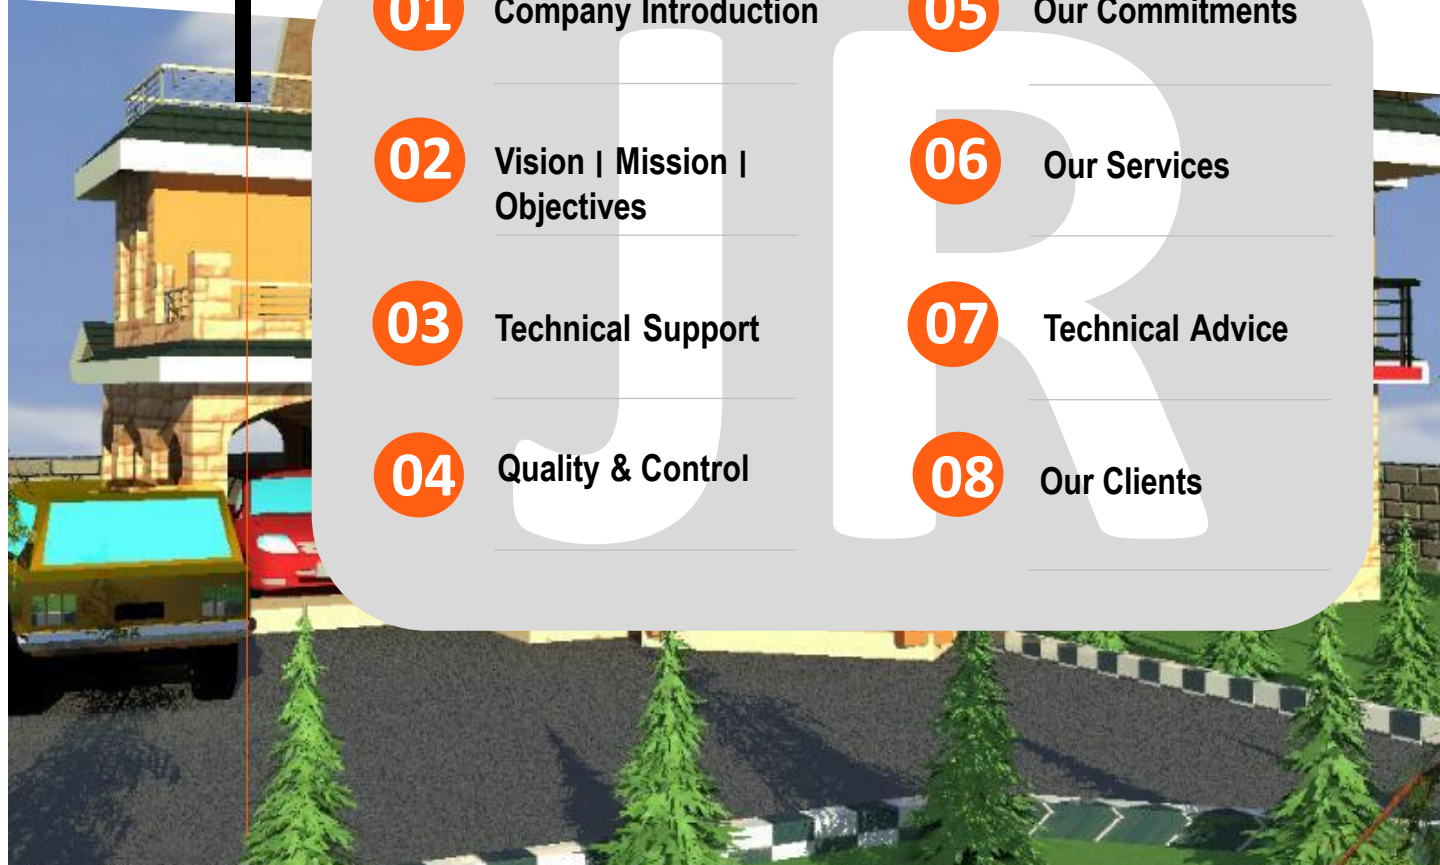 01 Company Introduction
02 Vision | Mission |
Objectives
03 Technical Support
04 Quality & Control
05 Our Commitments
06 Our Services
07 Technical Advice
08 Our Clients
JR